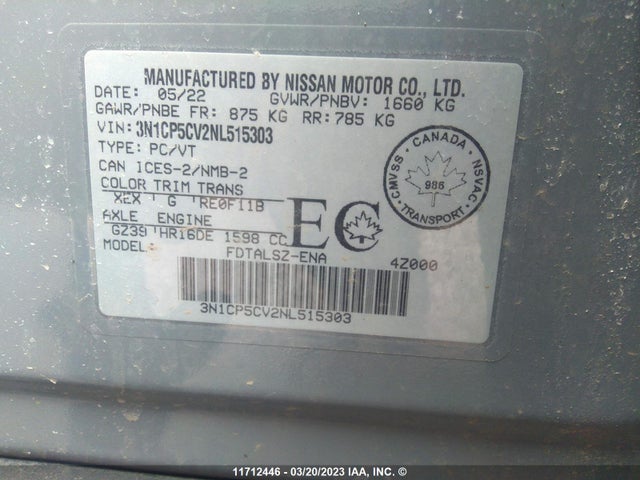 MANUFACTURED BY NISSAN MOTOR CO., LTD.
DATE: 05/22 GVWR/PNBV: 1660 KG
GAWR/PNBE FR: 875 KG RR: 785 KG
VIN: 3N1CP5CV2NL515303
TYPE: PC/VT
CAN ICES-2/NMB-2
COLOR TRIM TRANS
XEX G RE0F11B
AXLE ENGINE
GZ39 HR16DE 1598 CC
MODEL:
FDTALSZ-ENA 4Z000
EC
CANADA
CMVSS
NSVAC
986
TRANSPORT
3N1CP5CV2NL515303
11712446 - 03/20/2023 IAA, INC. ©